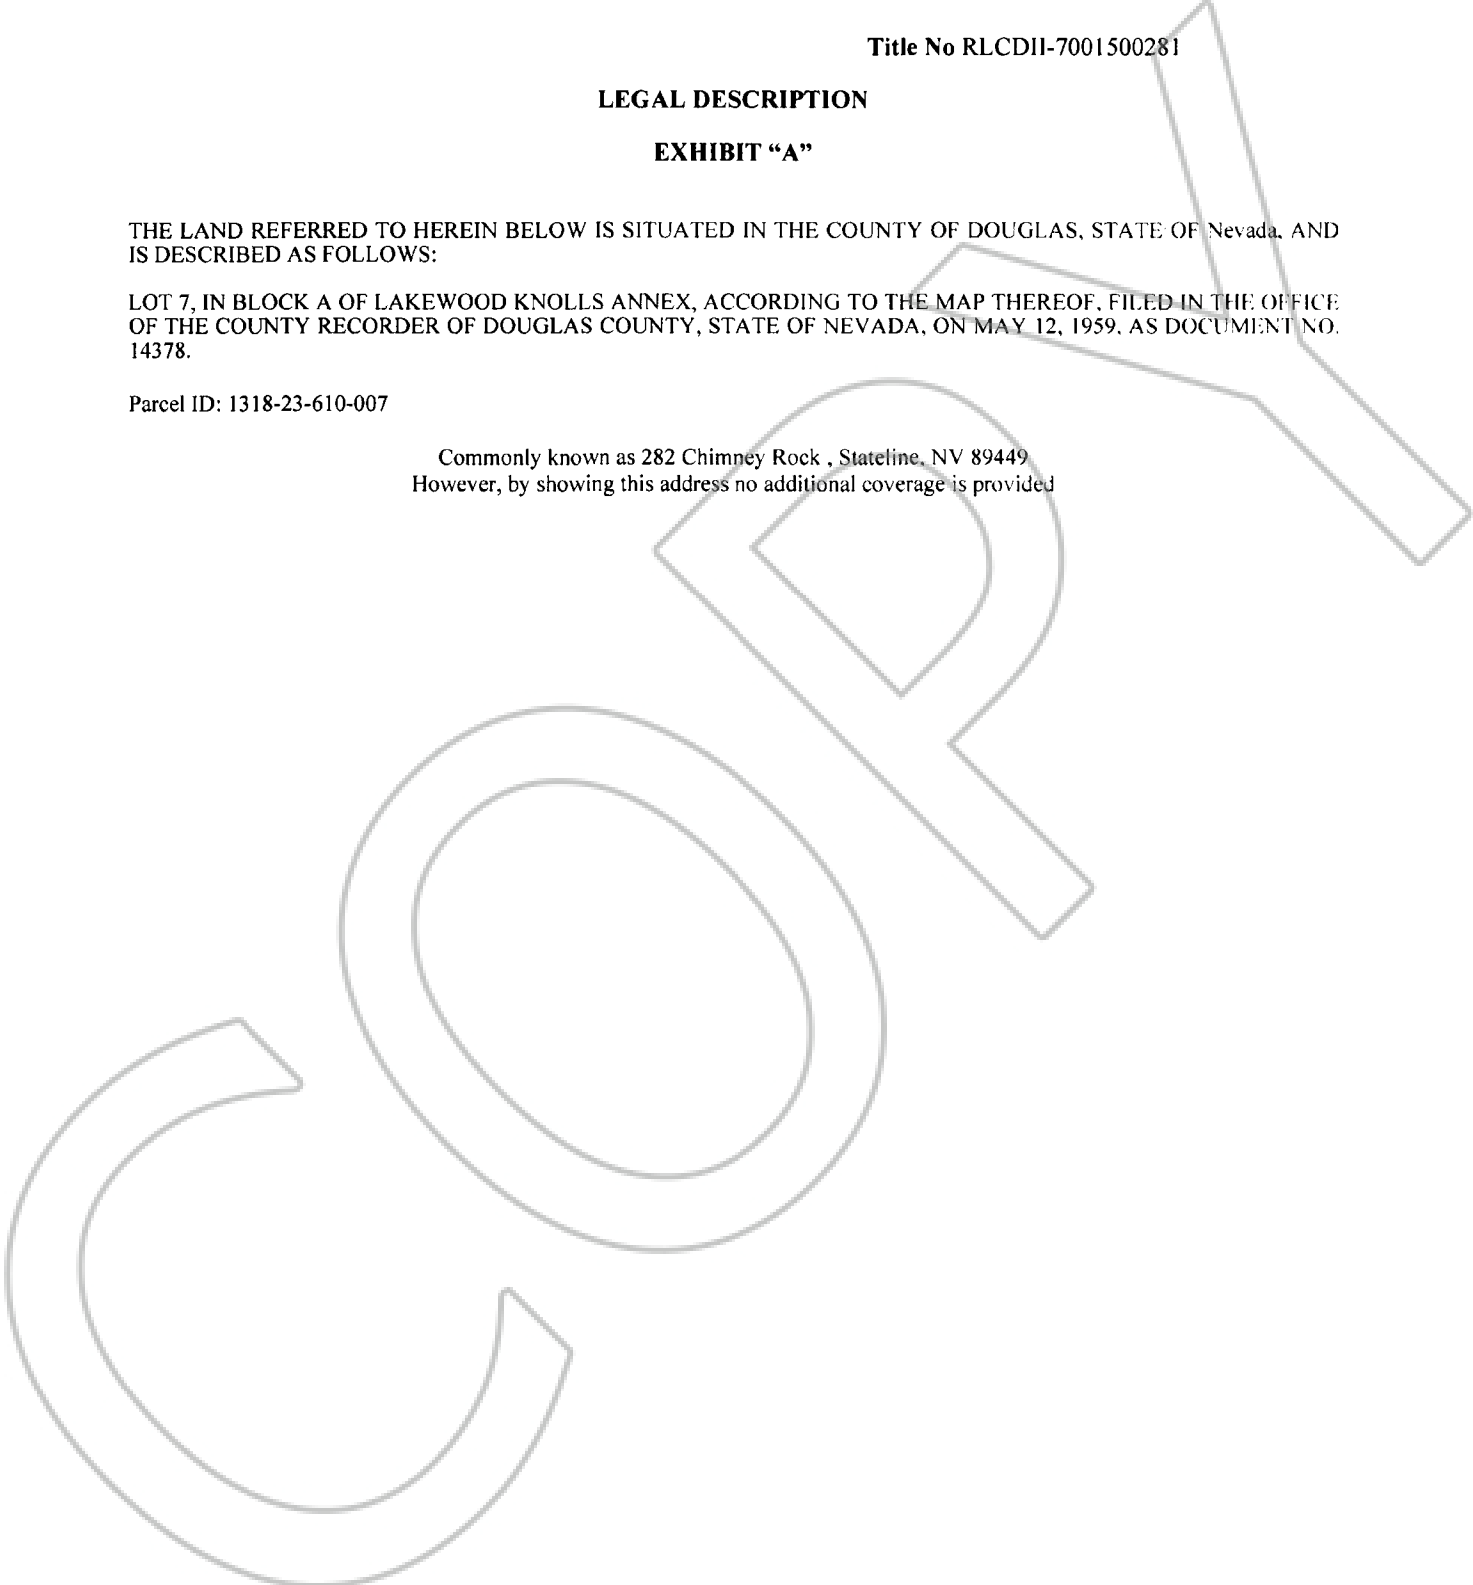 Title No RLCDII-7001500281
LEGAL DESCRIPTION
EXHIBIT “A”
THE LAND REFERRED TO HEREIN BELOW IS SITUATED IN THE COUNTY OF DOUGLAS, STATE OF Nevada, AND
IS DESCRIBED AS FOLLOWS:
LOT 7, IN BLOCK A OF LAKEWOOD KNOLLS ANNEX, ACCORDING TO THE MAP THEREOF, FILED IN THE OFFICE
OF THE COUNTY RECORDER OF DOUGLAS COUNTY, STATE OF NEVADA, ON MAY 12, 1959, AS DOCUMENT NO.
14378.
Parcel ID: 1318-23-610-007
Commonly known as 282 Chimney Rock , Stateline, NV 89449
However, by showing this address no additional coverage is provided
COPY